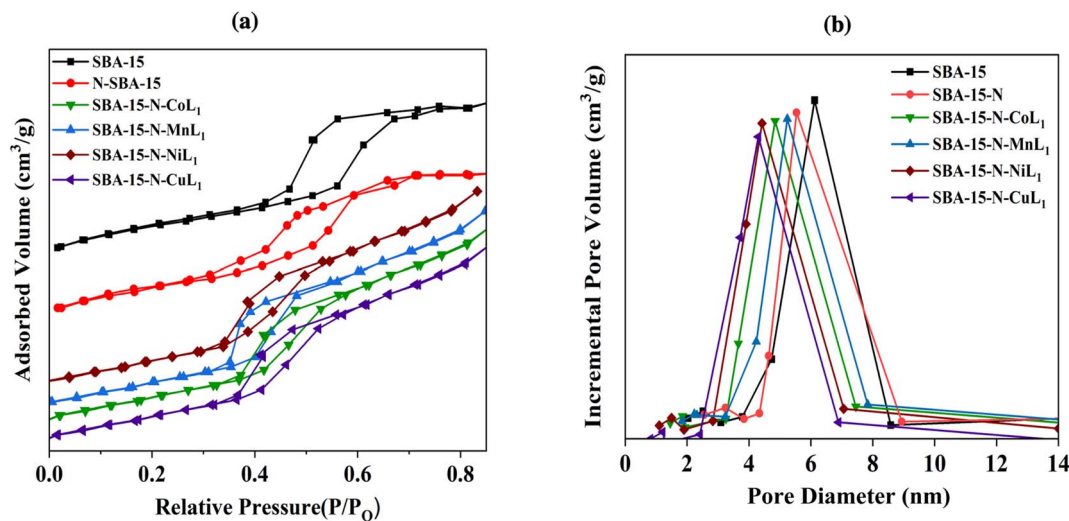 (a)
SBA-15
N-SBA-15
SBA-15-N-CoL₁
SBA-15-N-MnL₁
SBA-15-N-NiL₁
SBA-15-N-CuL₁
Adsorbed Volume (cm³/g)
0.0 0.2 0.4 0.6 0.8
Relative Pressure(P/P_O)
(b)
SBA-15
SBA-15-N
SBA-15-N-CoL₁
SBA-15-N-MnL₁
SBA-15-N-NiL₁
SBA-15-N-CuL₁
Incremental Pore Volume (cm³/g)
0 2 4 6 8 10 12 14
Pore Diameter (nm)